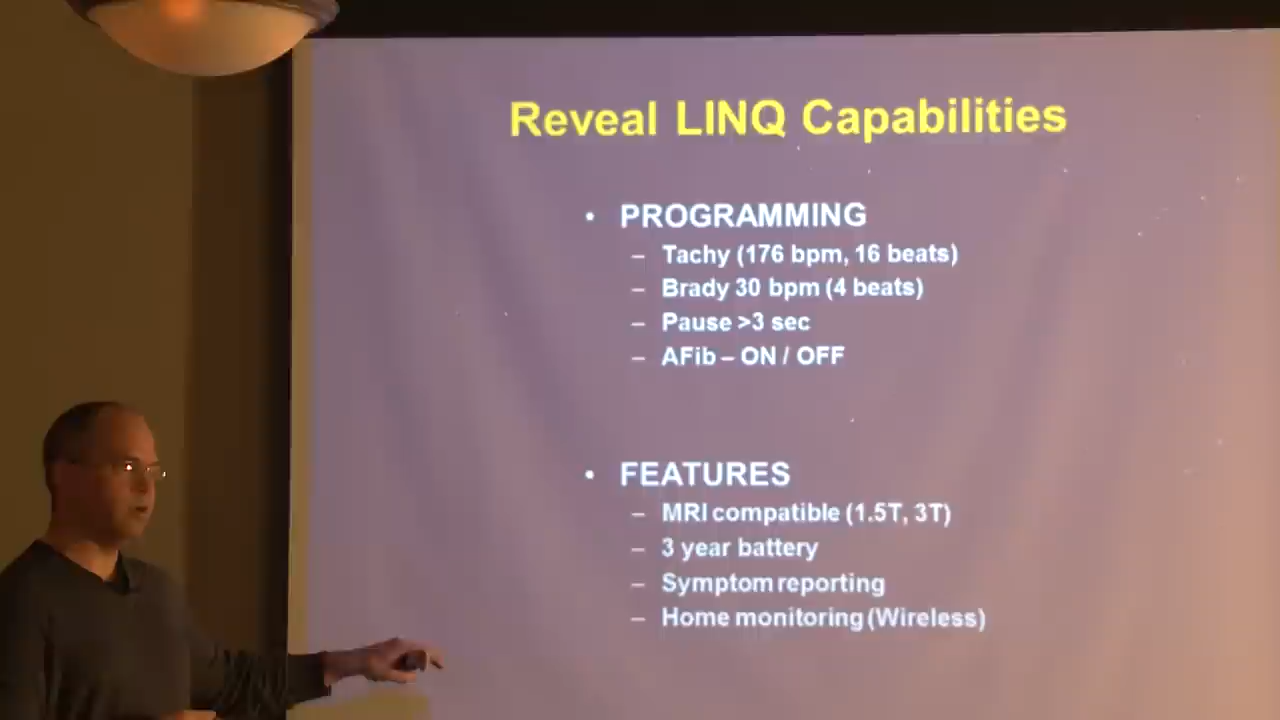 Reveal LINQ Capabilities
• PROGRAMMING
– Tachy (176 bpm, 16 beats)
– Brady 30 bpm (4 beats)
– Pause >3 sec
– AFib – ON / OFF
• FEATURES
– MRI compatible (1.5T, 3T)
– 3 year battery
– Symptom reporting
– Home monitoring (Wireless)